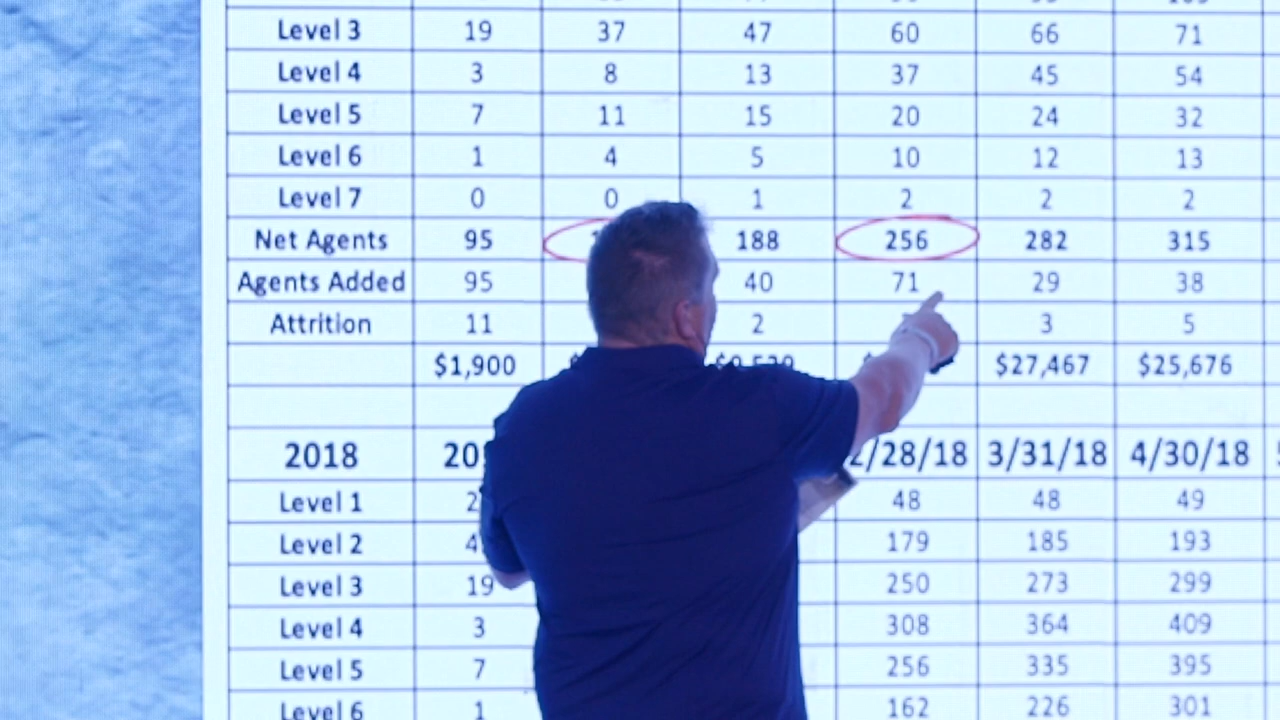 Level 3 19 37 47 60 66 71
Level 4 3 8 13 37 45 54
Level 5 7 11 15 20 24 32
Level 6 1 4 5 10 12 13
Level 7 0 0 1 2 2 2
Net Agents 95 188 256 282 315
Agents Added 95 40 71 29 38
Attrition 11 2 3 5
$1,900 $27,467 $25,676
2018 2/28/18 3/31/18 4/30/18
Level 1 48 48 49
Level 2 179 185 193
Level 3 19 250 273 299
Level 4 3 308 364 409
Level 5 7 256 335 395
Level 6 1 162 226 301